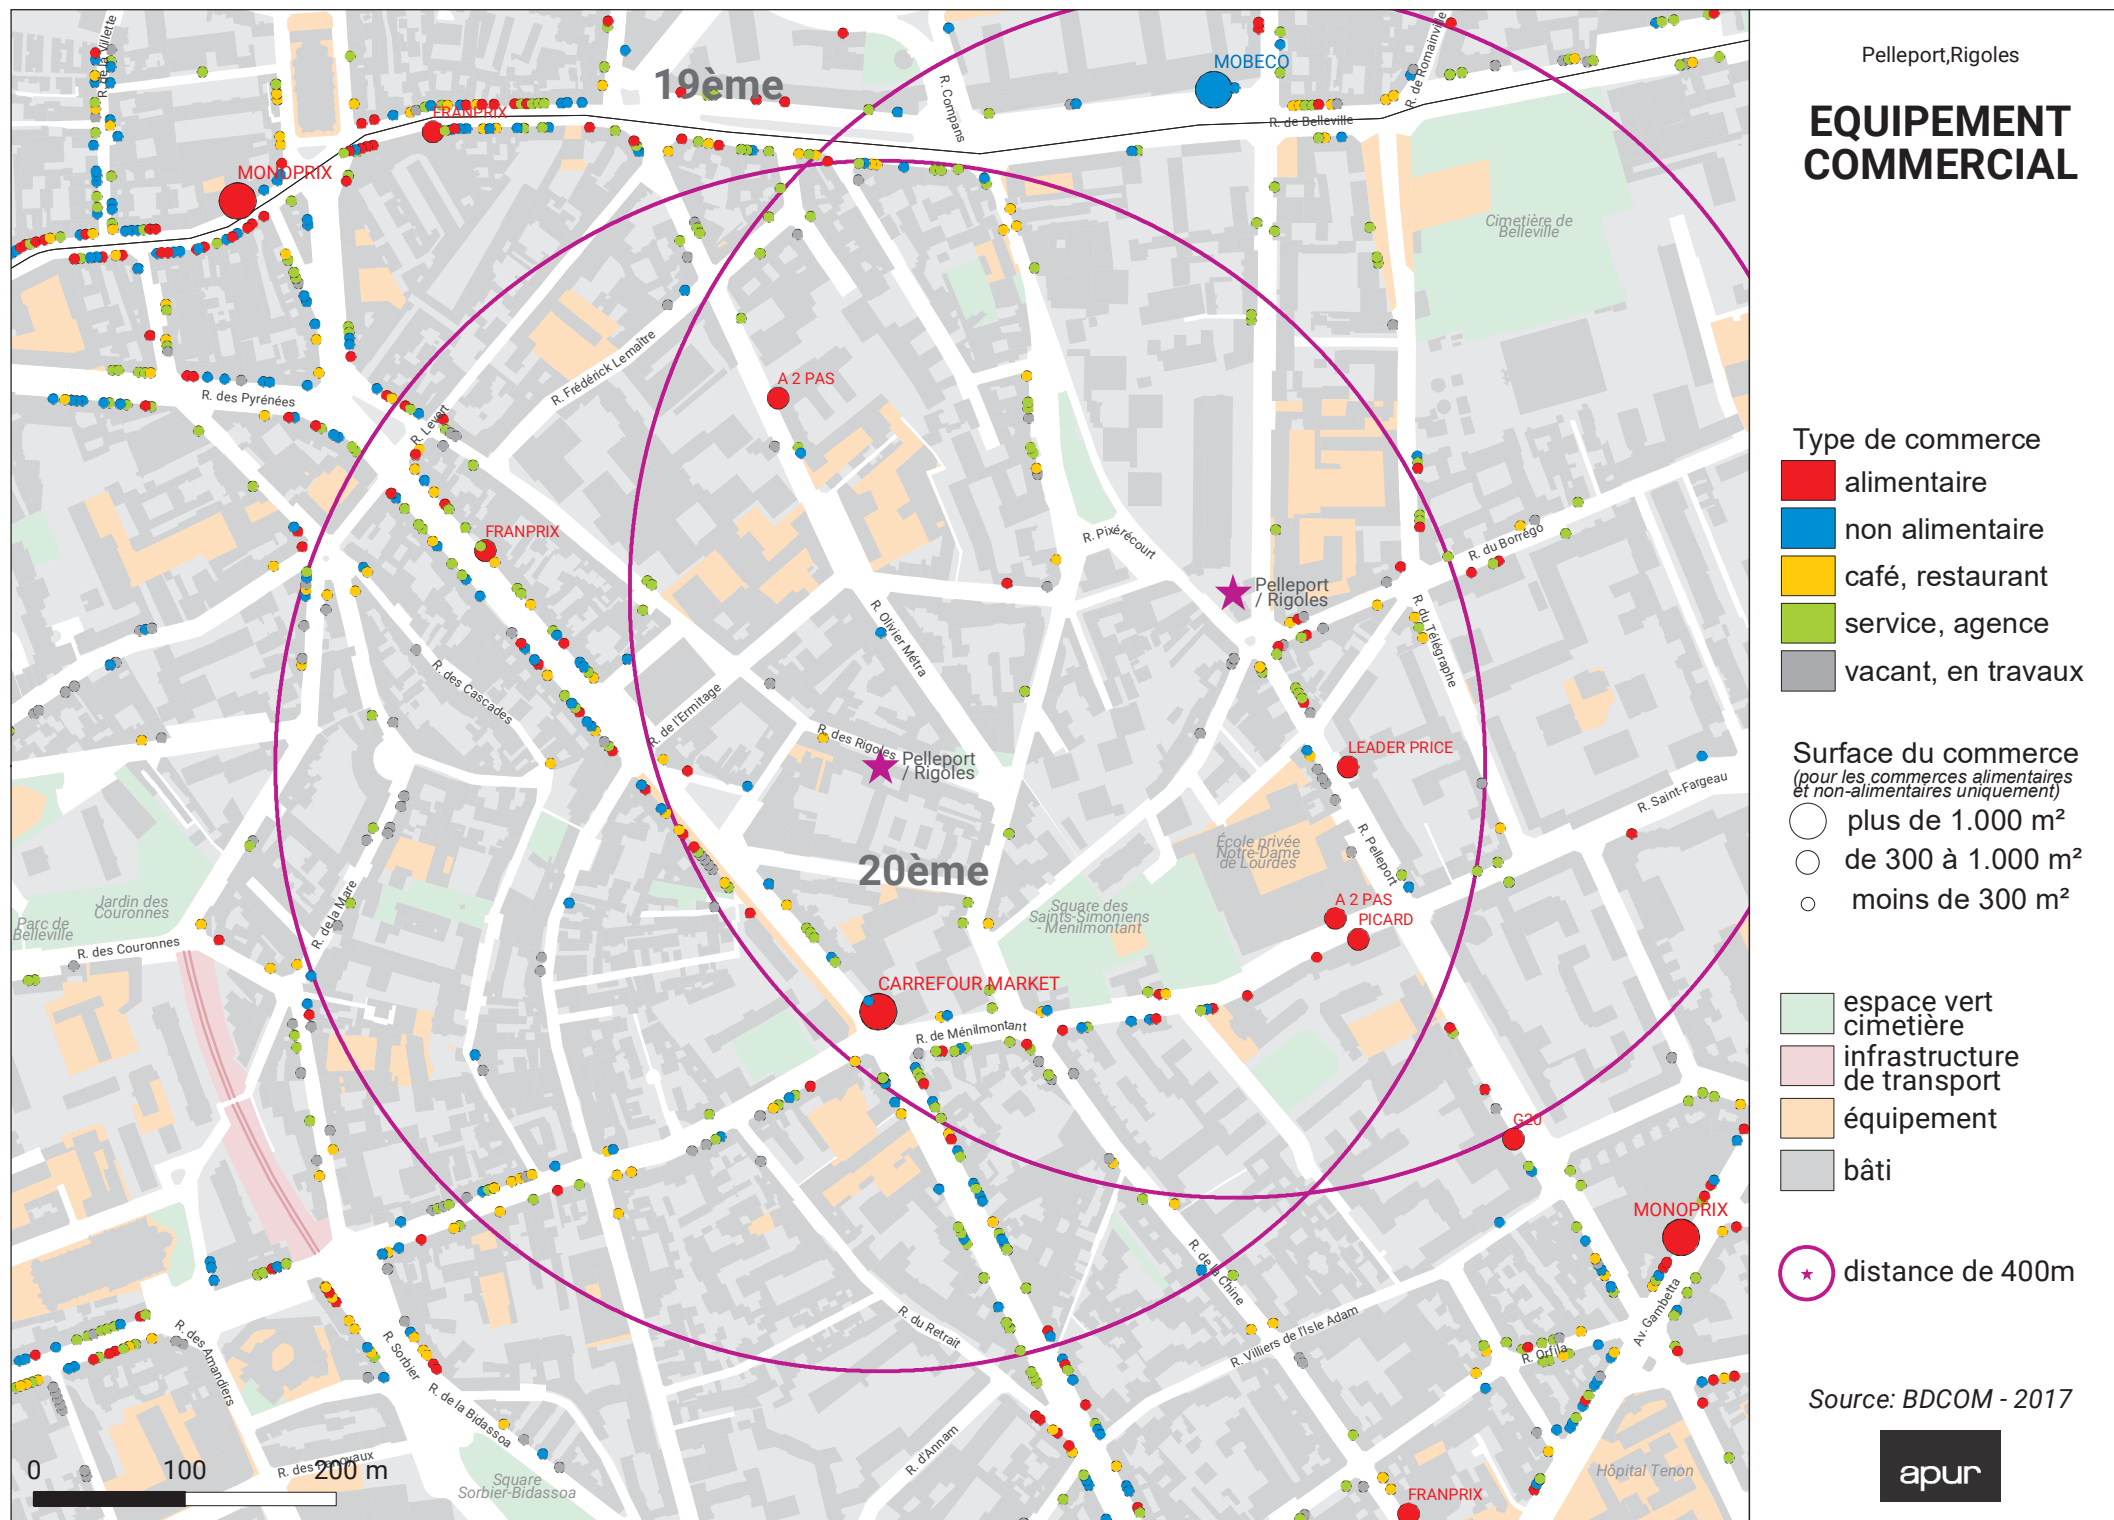 Pelleport,Rigoles
EQUIPEMENT
COMMERCIAL
Type de commerce
alimentaire
non alimentaire
café, restaurant
service, agence
vacant, en travaux
Surface du commerce
(pour les commerces alimentaires
et non-alimentaires uniquement)
plus de 1.000 m²
de 300 à 1.000 m²
moins de 300 m²
espace vert
cimetière
infrastructure
de transport
équipement
bâti
distance de 400m
Source: BDCOM - 2017
apur
R. de la Villette
19ème
R. Compans
MOBECO
R. de Romainville
FRANPRIX
R. de Belleville
MONOPRIX
Cimetière de
Belleville
R. Frédérick Lemaître
A 2 PAS
R. des Pyrénées
R. Levert
FRANPRIX
R. Pixérécourt
R. du Borrégo
Pelleport
/ Rigoles
R. Olivier Métra
R. du Télégraphe
R. des Cascades
R. de l'Ermitage
R. des Rigoles
Pelleport
/ Rigoles
LEADER PRICE
R. Saint-Fargeau
École privée
Notre-Dame
de Lourdes
R. Pelleport
20ème
A 2 PAS
PICARD
Square des
Saints-Simoniens
- Ménilmontant
Jardin des
Couronnes
Parc de
Belleville
R. de la Mare
R. des Couronnes
CARREFOUR MARKET
R. de Ménilmontant
G20
MONOPRIX
R. de la Chine
Av. Gambetta
R. du Retrait
R. Villiers de l'Isle Adam
R. Orfila
R. des Amandiers
R. Sorbier
R. de la Bidassoa
R. d'Annam
R. des Panoyaux
Square
Sorbier-Bidassoa
Hôpital Tenon
FRANPRIX
0 100 200 m